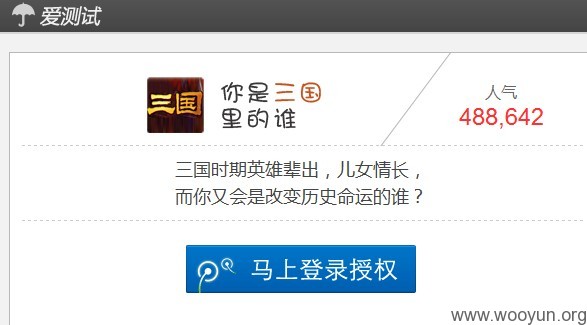 爱测试
三国
你是三国
里的谁
人气
488,642
三国时期英雄辈出，儿女情长，
而你又会是改变历史命运的谁？
马上登录授权
www.wooyun.org